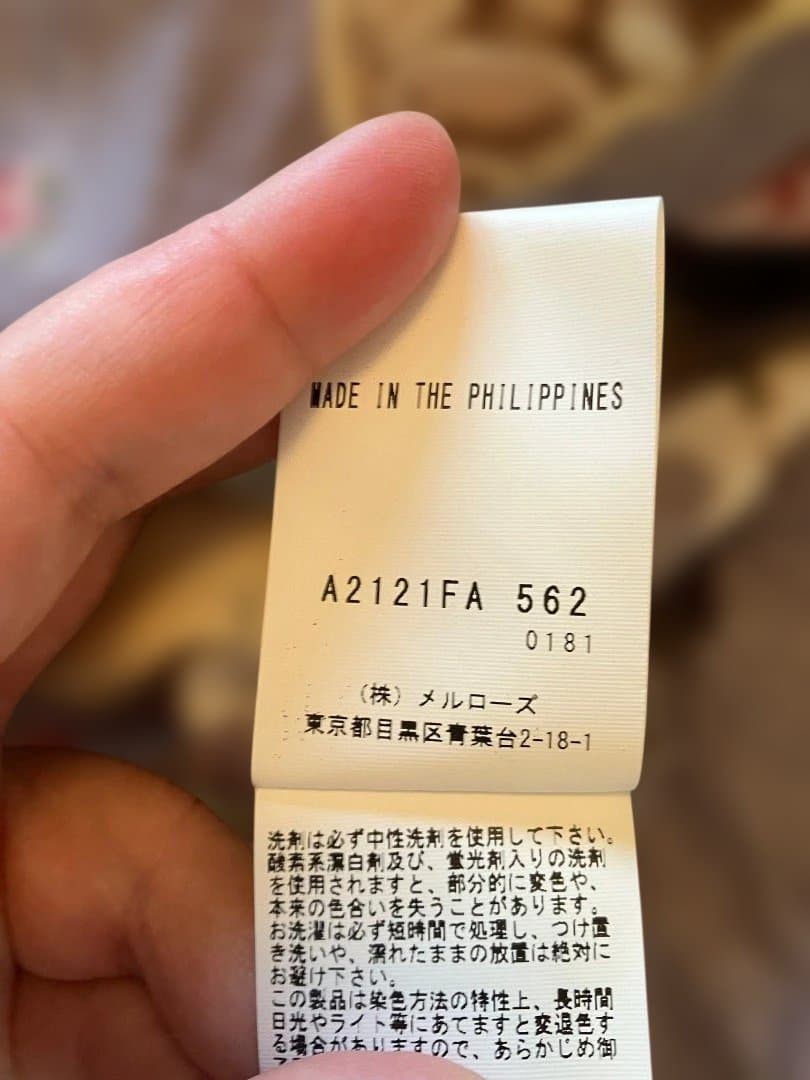 MADE IN THE PHILIPPINES
A2121FA 562
0181
(株) メルローズ
東京都目黒区青葉台2-18-1
洗剤は必ず中性洗剤を使用して下さい。
酸素系漂白剤及び、蛍光剤入りの洗剤
を使用されますと、部分的に変色や、
本来の色合いを失うことがあります。
お洗濯は必ず短時間で処理し、つけ置
き洗いや、濡れたままの放置は絶対に
お避け下さい。
この製品は染色方法の特性上、長時間
日光やライト等にあてますと変退色す
る場合がありますので、あらかじめ御